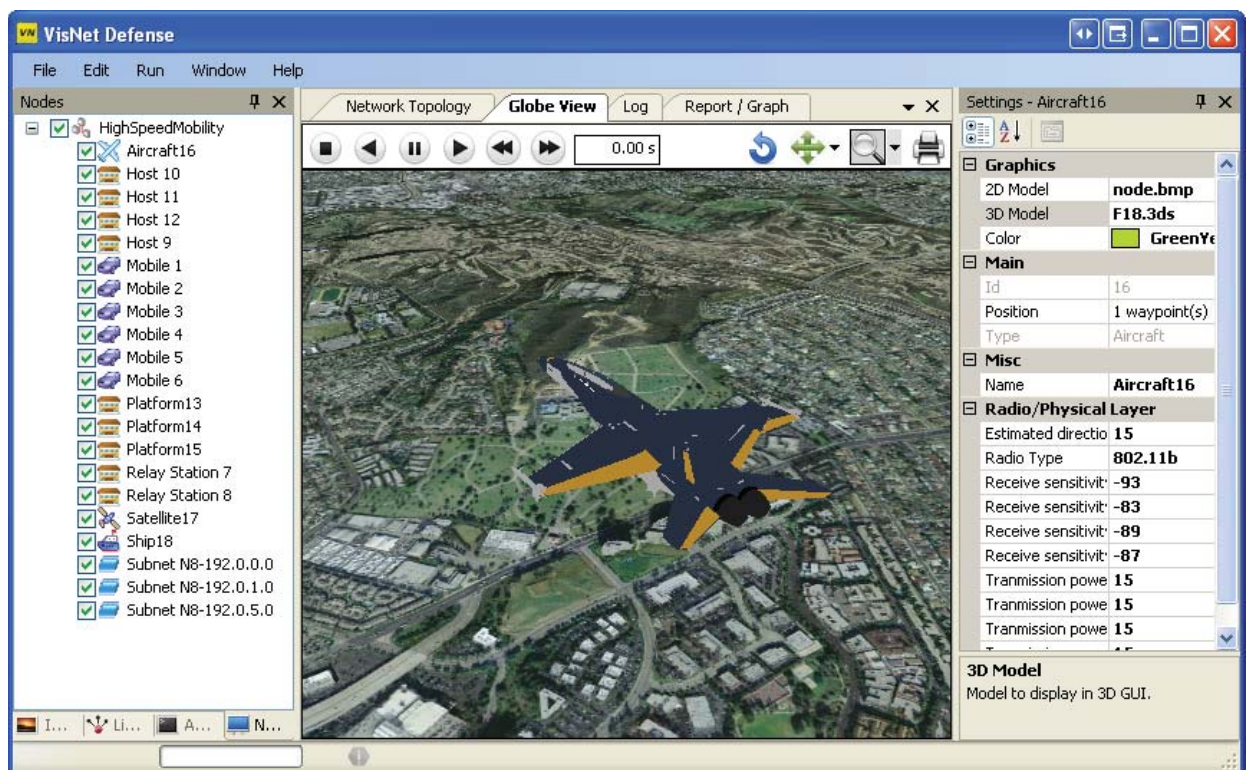 VN VisNet Defense
File Edit Run Window Help
Nodes
HighSpeedMobility
Aircraft16
Host 10
Host 11
Host 12
Host 9
Mobile 1
Mobile 2
Mobile 3
Mobile 4
Mobile 5
Mobile 6
Platform13
Platform14
Platform15
Relay Station 7
Relay Station 8
Satellite17
Ship18
Subnet N8-192.0.0.0
Subnet N8-192.0.1.0
Subnet N8-192.0.5.0
I... Li... A... N...
Network Topology Globe View Log Report / Graph
0.00 s
Settings - Aircraft16
Graphics
2D Model node.bmp
3D Model F18.3ds
Color GreenYe
Main
Id 16
Position 1 waypoint(s)
Type Aircraft
Misc
Name Aircraft16
Radio/Physical Layer
Estimated directio 15
Radio Type 802.11b
Receive sensitivit -93
Receive sensitivit -83
Receive sensitivit -89
Receive sensitivit -87
Tranmission powe 15
Tranmission powe 15
Tranmission powe 15
3D Model
Model to display in 3D GUI.